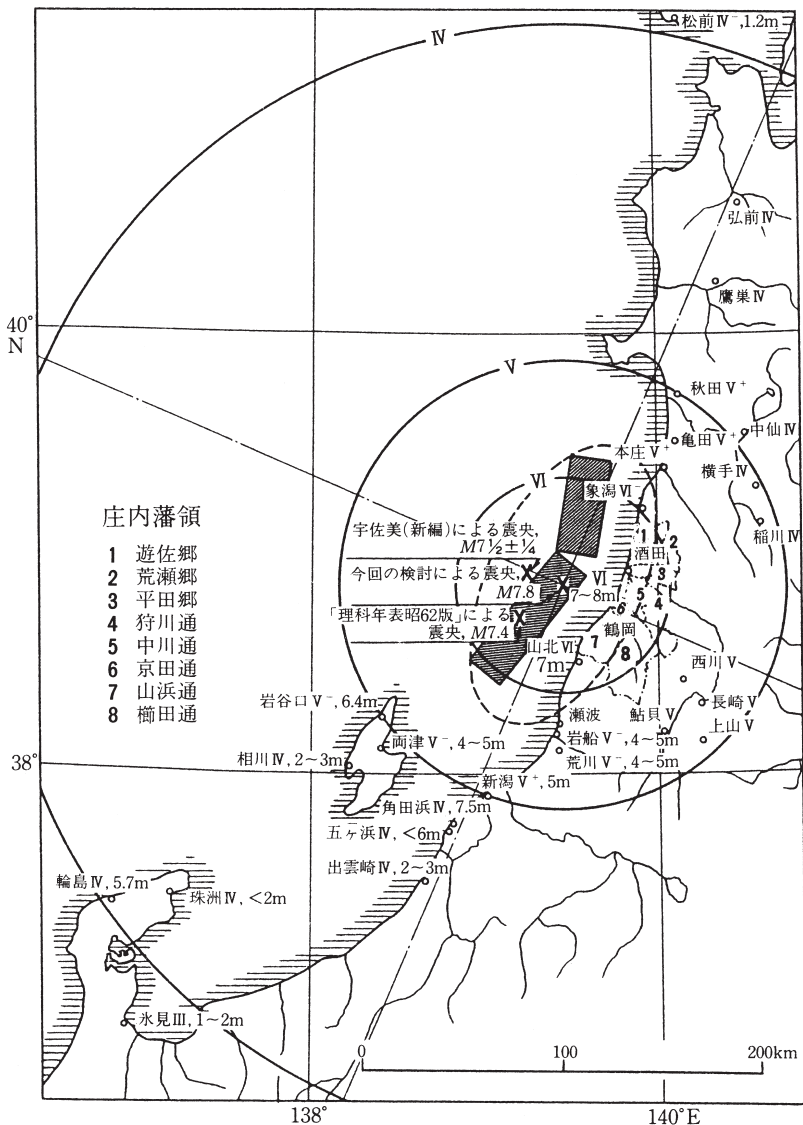 松前Ⅳ⁻,1.2m
Ⅳ
弘前Ⅳ
鷹巣Ⅳ
40°
N
Ⅴ
秋田Ⅴ⁺
中仙Ⅳ
亀田Ⅴ⁺
本庄Ⅴ⁺
横手Ⅳ
Ⅵ
象潟Ⅵ⁻
稲川Ⅳ
庄内藩領
1 遊佐郷
2 荒瀬郷
3 平田郷
4 狩川通
5 中川通
6 京田通
7 山浜通
8 櫛田通
宇佐美(新編)による震央,
M7½±¼
今回の検討による震央,
M7.8
「理科年表昭62版」による
震央, M7.4
1
2
酒田
3
Ⅵ
7~8m
5
4
6
鶴岡
7
8
山北Ⅵ
7m
西川Ⅴ
長崎Ⅴ
上山Ⅴ
鮎貝Ⅴ
瀬波
岩船Ⅴ⁻, 4~5m
荒川Ⅴ⁻, 4~5m
岩谷口Ⅴ⁻, 6.4m
両津Ⅴ⁻, 4~5m
相川Ⅳ, 2~3m
38°
新潟Ⅴ⁺, 5m
角田浜Ⅳ, 7.5m
五ヶ浜Ⅳ, <6m
出雲崎Ⅳ, 2~3m
輪島Ⅳ, 5.7m
珠洲Ⅳ, <2m
氷見Ⅲ, 1~2m
0
100
200km
138°
140°E